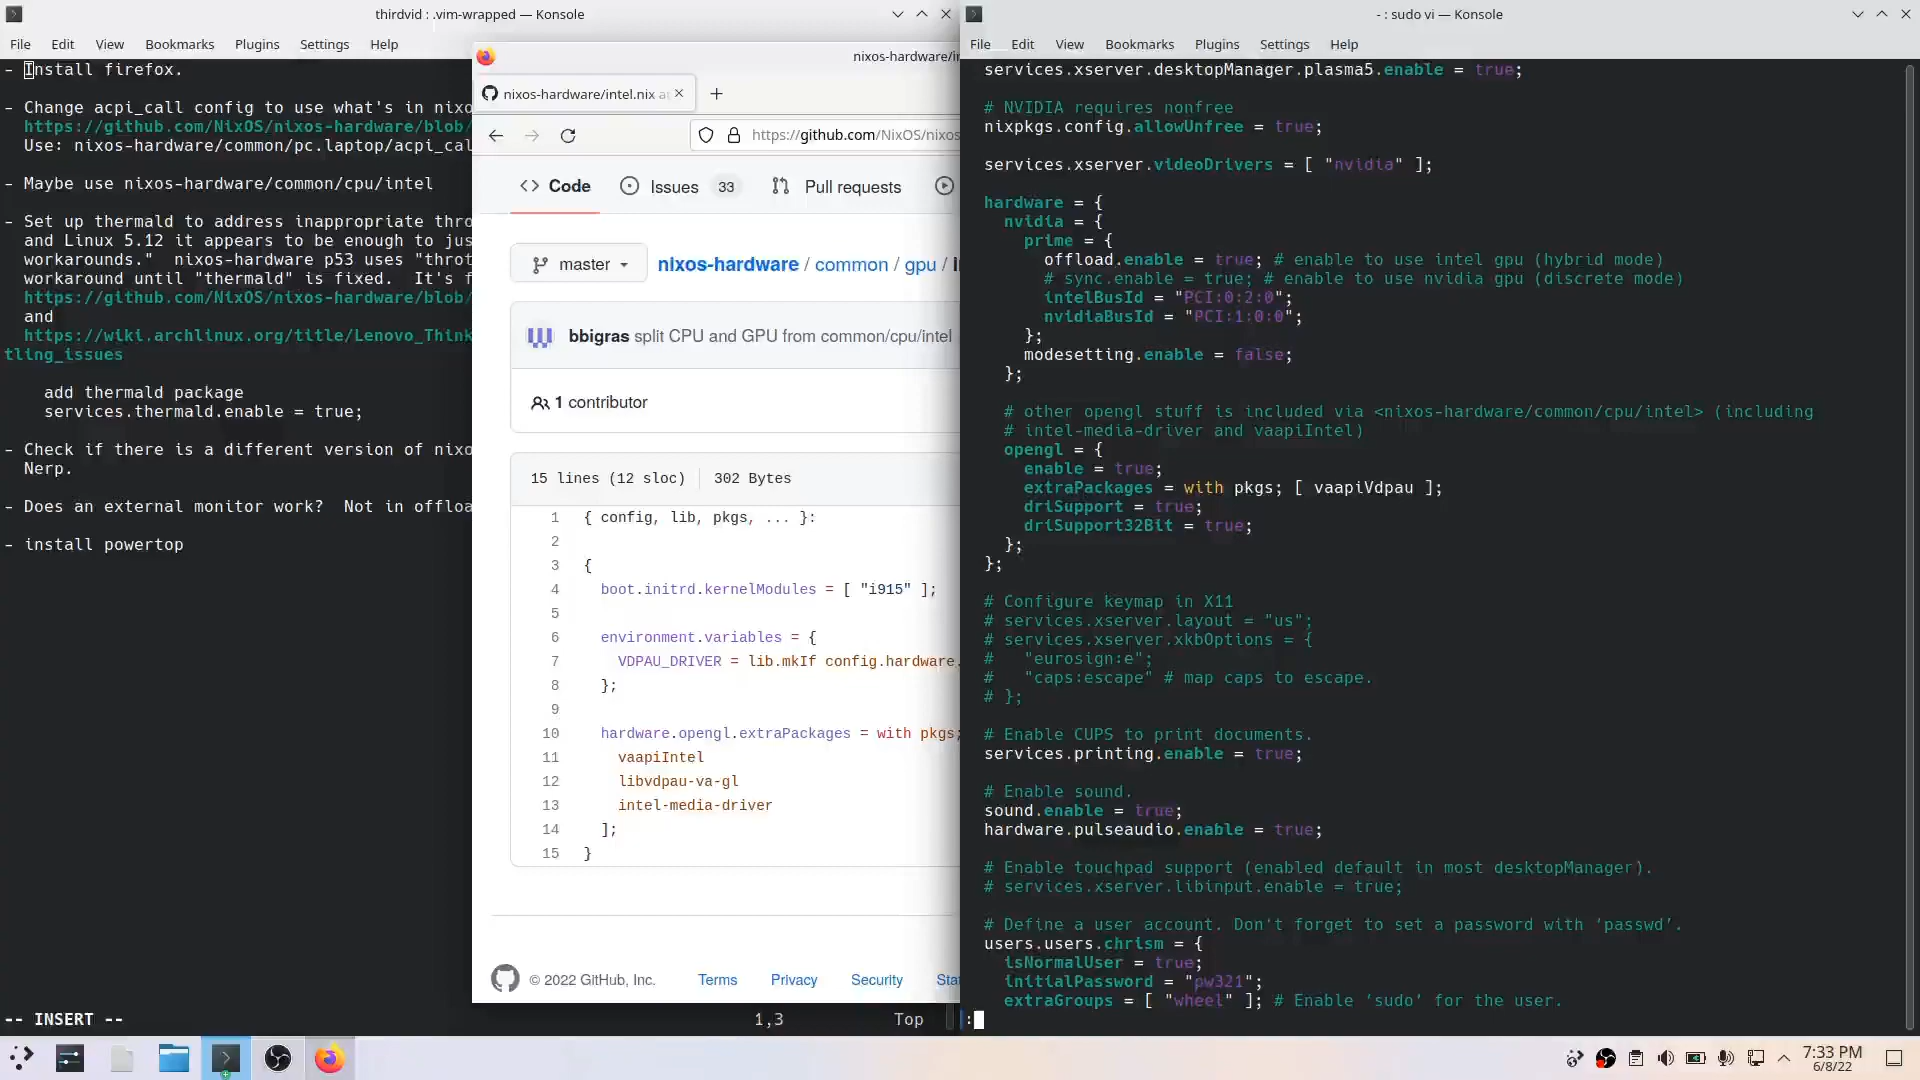 thirdvid : .vim-wrapped — Konsole
File Edit View Bookmarks Plugins Settings Help
- Install firefox.
- Change acpi_call config to use what's in nixo
https://github.com/NixOS/nixos-hardware/blob/
Use: nixos-hardware/common/pc.laptop/acpi_cal
- Maybe use nixos-hardware/common/cpu/intel
- Set up thermald to address inappropriate thro
and Linux 5.12 it appears to be enough to jus
workarounds."  nixos-hardware p53 uses "throt
workaround until "thermald" is fixed.  It's f
https://github.com/NixOS/nixos-hardware/blob/
and
https://wiki.archlinux.org/title/Lenovo_Think
tling_issues
add thermald package
services.thermald.enable = true;
- Check if there is a different version of nixo
Nerp.
- Does an external monitor work?  Not in offloa
- install powertop
-- INSERT --
1,3 Top
nixos-hardware/i
nixos-hardware/intel.nix a
https://github.com/NixOS/nixos
Code Issues 33 Pull requests
master nixos-hardware / common / gpu /
bbigras split CPU and GPU from common/cpu/intel
1 contributor
15 lines (12 sloc) 302 Bytes
1 { config, lib, pkgs, ... }:
2
3 {
4 boot.initrd.kernelModules = [ "i915" ];
5
6 environment.variables = {
7 VDPAU_DRIVER = lib.mkIf config.hardware.
8 };
9
10 hardware.opengl.extraPackages = with pkgs;
11 vaapiIntel
12 libvdpau-va-gl
13 intel-media-driver
14 ];
15 }
© 2022 GitHub, Inc. Terms Privacy Security Sta
- : sudo vi — Konsole
File Edit View Bookmarks Plugins Settings Help
services.xserver.desktopManager.plasma5.enable = true;
# NVIDIA requires nonfree
nixpkgs.config.allowUnfree = true;
services.xserver.videoDrivers = [ "nvidia" ];
hardware = {
nvidia = {
prime = {
offload.enable = true; # enable to use intel gpu (hybrid mode)
# sync.enable = true; # enable to use nvidia gpu (discrete mode)
intelBusId = "PCI:0:2:0";
nvidiaBusId = "PCI:1:0:0";
};
modesetting.enable = false;
};
# other opengl stuff is included via <nixos-hardware/common/cpu/intel> (including
# intel-media-driver and vaapiIntel)
opengl = {
enable = true;
extraPackages = with pkgs; [ vaapiVdpau ];
driSupport = true;
driSupport32Bit = true;
};
};
# Configure keymap in X11
# services.xserver.layout = "us";
# services.xserver.xkbOptions = {
#   "eurosign:e";
#   "caps:escape" # map caps to escape.
# };
# Enable CUPS to print documents.
services.printing.enable = true;
# Enable sound.
sound.enable = true;
hardware.pulseaudio.enable = true;
# Enable touchpad support (enabled default in most desktopManager).
# services.xserver.libinput.enable = true;
# Define a user account. Don't forget to set a password with ‘passwd’.
users.users.chrism = {
isNormalUser = true;
initialPassword = "pw321";
extraGroups = [ "wheel" ]; # Enable ‘sudo’ for the user.
:
7:33 PM
6/8/22